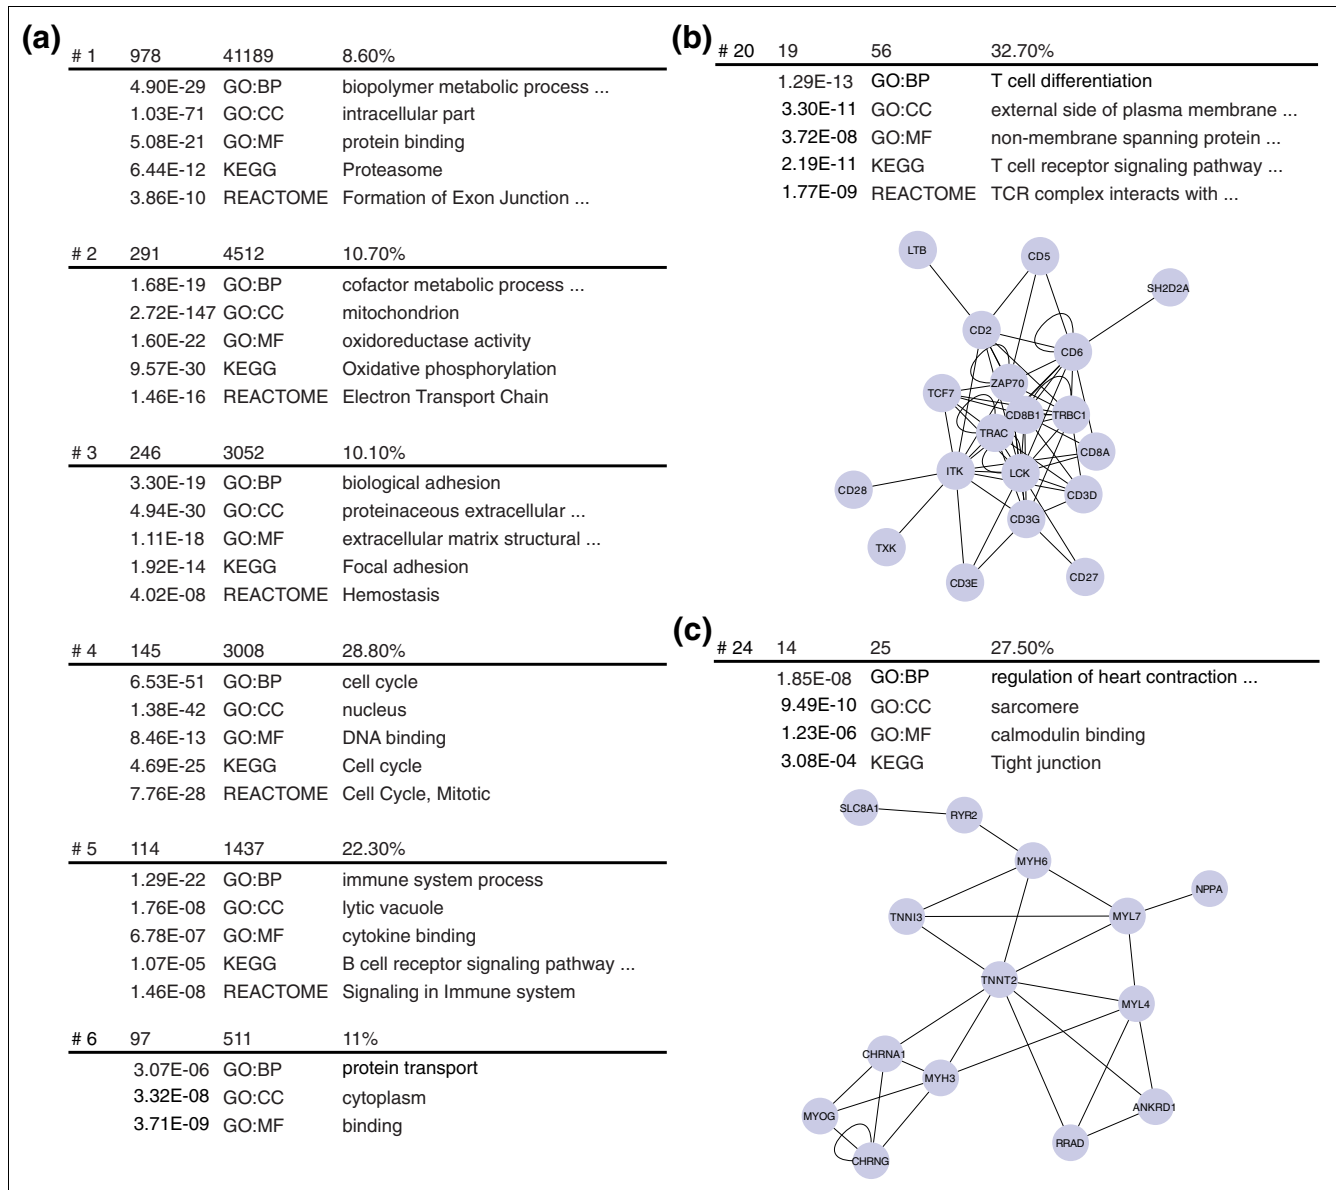 (a)
# 1 978 41189 8.60%
4.90E-29 GO:BP biopolymer metabolic process ...
1.03E-71 GO:CC intracellular part
5.08E-21 GO:MF protein binding
6.44E-12 KEGG Proteasome
3.86E-10 REACTOME Formation of Exon Junction ...
# 2 291 4512 10.70%
1.68E-19 GO:BP cofactor metabolic process ...
2.72E-147 GO:CC mitochondrion
1.60E-22 GO:MF oxidoreductase activity
9.57E-30 KEGG Oxidative phosphorylation
1.46E-16 REACTOME Electron Transport Chain
# 3 246 3052 10.10%
3.30E-19 GO:BP biological adhesion
4.94E-30 GO:CC proteinaceous extracellular ...
1.11E-18 GO:MF extracellular matrix structural ...
1.92E-14 KEGG Focal adhesion
4.02E-08 REACTOME Hemostasis
# 4 145 3008 28.80%
6.53E-51 GO:BP cell cycle
1.38E-42 GO:CC nucleus
8.46E-13 GO:MF DNA binding
4.69E-25 KEGG Cell cycle
7.76E-28 REACTOME Cell Cycle, Mitotic
# 5 114 1437 22.30%
1.29E-22 GO:BP immune system process
1.76E-08 GO:CC lytic vacuole
6.78E-07 GO:MF cytokine binding
1.07E-05 KEGG B cell receptor signaling pathway ...
1.46E-08 REACTOME Signaling in Immune system
# 6 97 511 11%
3.07E-06 GO:BP protein transport
3.32E-08 GO:CC cytoplasm
3.71E-09 GO:MF binding
(b)
# 20 19 56 32.70%
1.29E-13 GO:BP T cell differentiation
3.30E-11 GO:CC external side of plasma membrane ...
3.72E-08 GO:MF non-membrane spanning protein ...
2.19E-11 KEGG T cell receptor signaling pathway ...
1.77E-09 REACTOME TCR complex interacts with ...
LTB
CD5
SH2D2A
CD2
CD6
ZAP70
TCF7
CD8B1
TRBC1
TRAC
CD8A
ITK
LCK
CD28
CD3D
CD3G
TXK
CD3E
CD27
(c)
# 24 14 25 27.50%
1.85E-08 GO:BP regulation of heart contraction ...
9.49E-10 GO:CC sarcomere
1.23E-06 GO:MF calmodulin binding
3.08E-04 KEGG Tight junction
SLC8A1
RYR2
MYH6
NPPA
TNNI3
MYL7
TNNT2
MYL4
CHRNA1
MYH3
MYOG
ANKRD1
RRAD
CHRNG